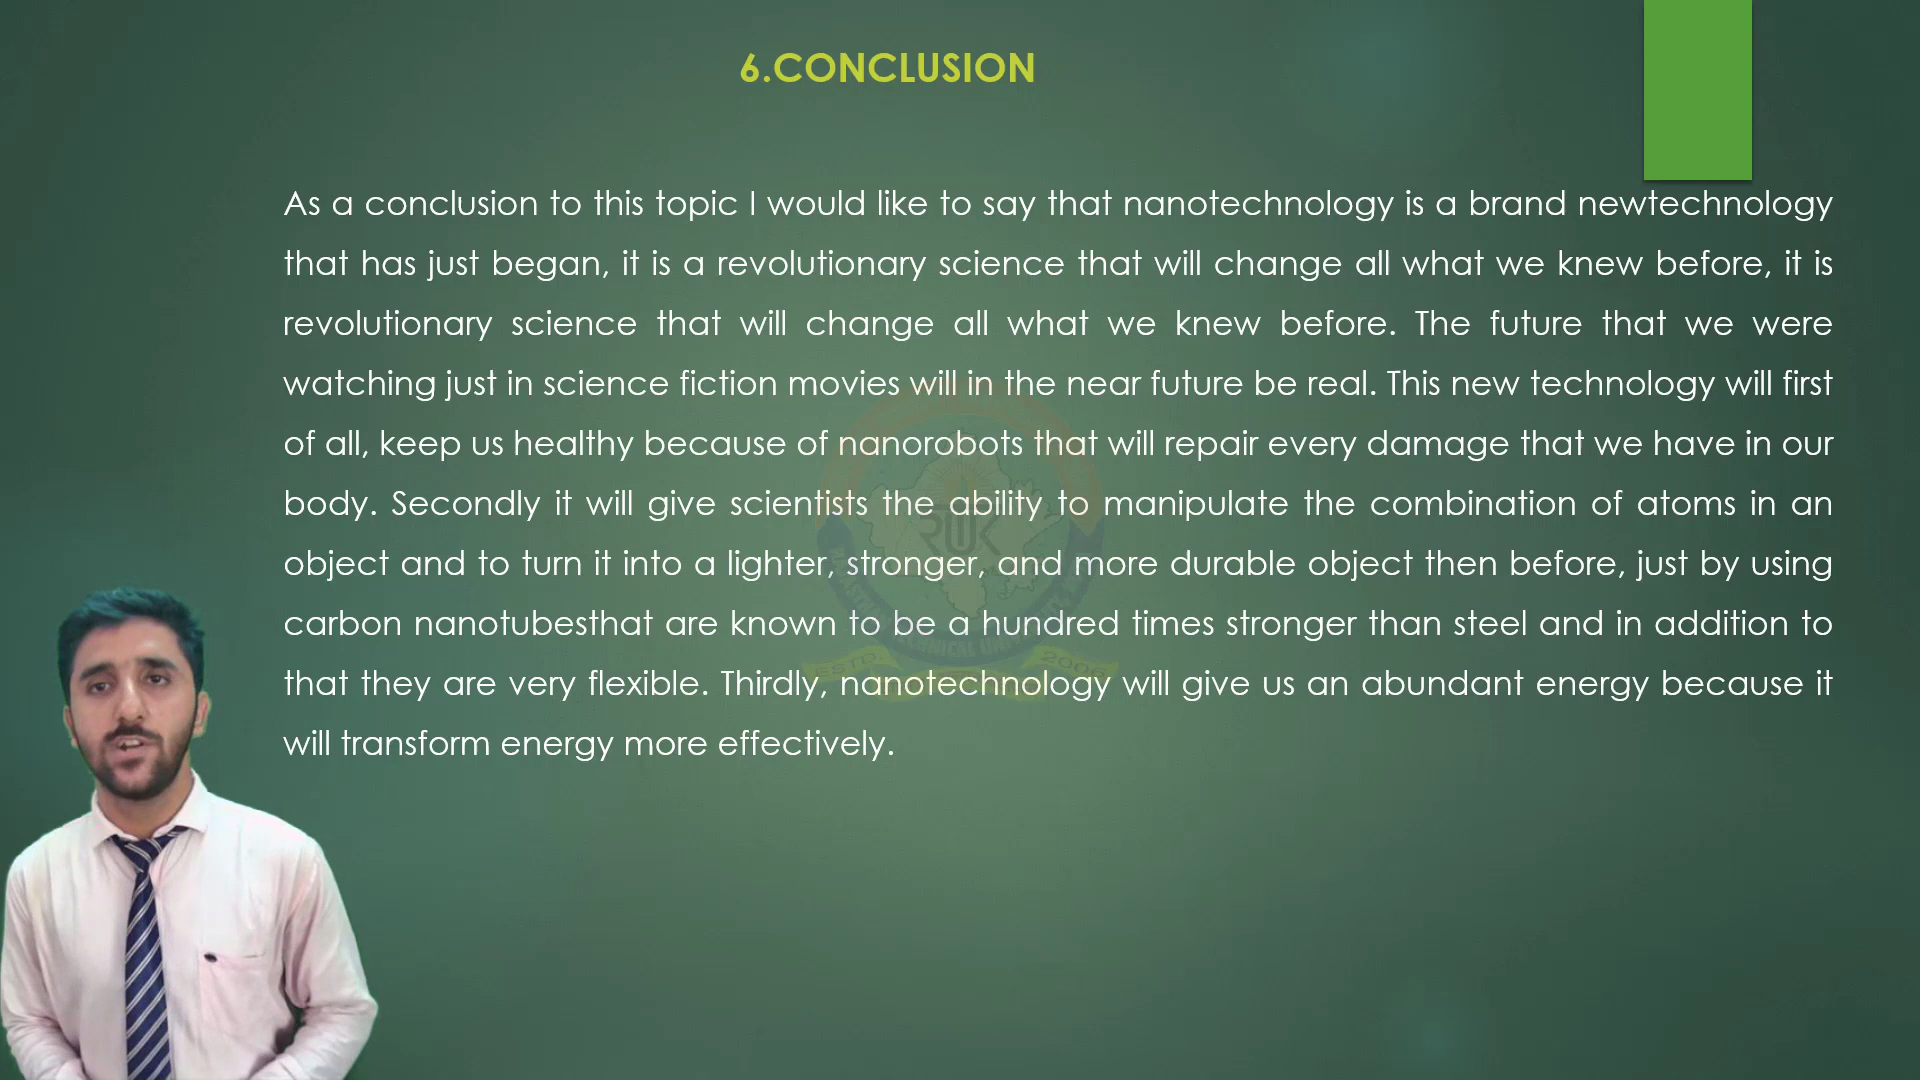 6.CONCLUSION
As a conclusion to this topic I would like to say that nanotechnology is a brand newtechnology
that has just began, it is a revolutionary science that will change all what we knew before, it is
revolutionary science that will change all what we knew before. The future that we were
watching just in science fiction movies will in the near future be real. This new technology will first
of all, keep us healthy because of nanorobots that will repair every damage that we have in our
body. Secondly it will give scientists the ability to manipulate the combination of atoms in an
object and to turn it into a lighter, stronger, and more durable object then before, just by using
carbon nanotubesthat are known to be a hundred times stronger than steel and in addition to
that they are very flexible. Thirdly, nanotechnology will give us an abundant energy because it
will transform energy more effectively.
ESTD
2006